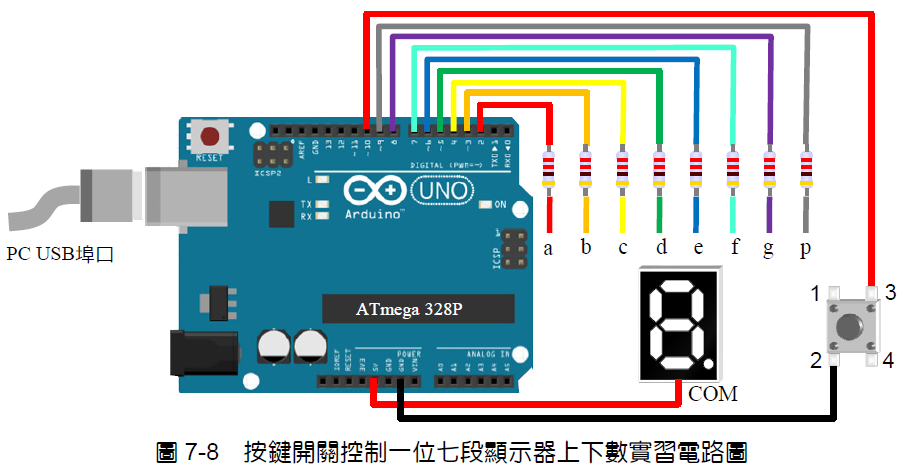 AREF
GND
13
12
~11
~10
~9
8
7
~6
~5
4
~3
2
TX▶1
RX◀0
RESET
ICSP2
DIGITAL (PWM=~)
L
TX
RX
Arduino™
UNO
ON
ICSP
1
PC USB埠口
a b c d e f g p
ATmega 328P
1
3
2
4
IOREF
RESET
3V3
5V
GND
GND
VIN
POWER
ANALOG IN
A0
A1
A2
A3
A4
A5
COM
圖 7-8 按鍵開關控制一位七段顯示器上下數實習電路圖